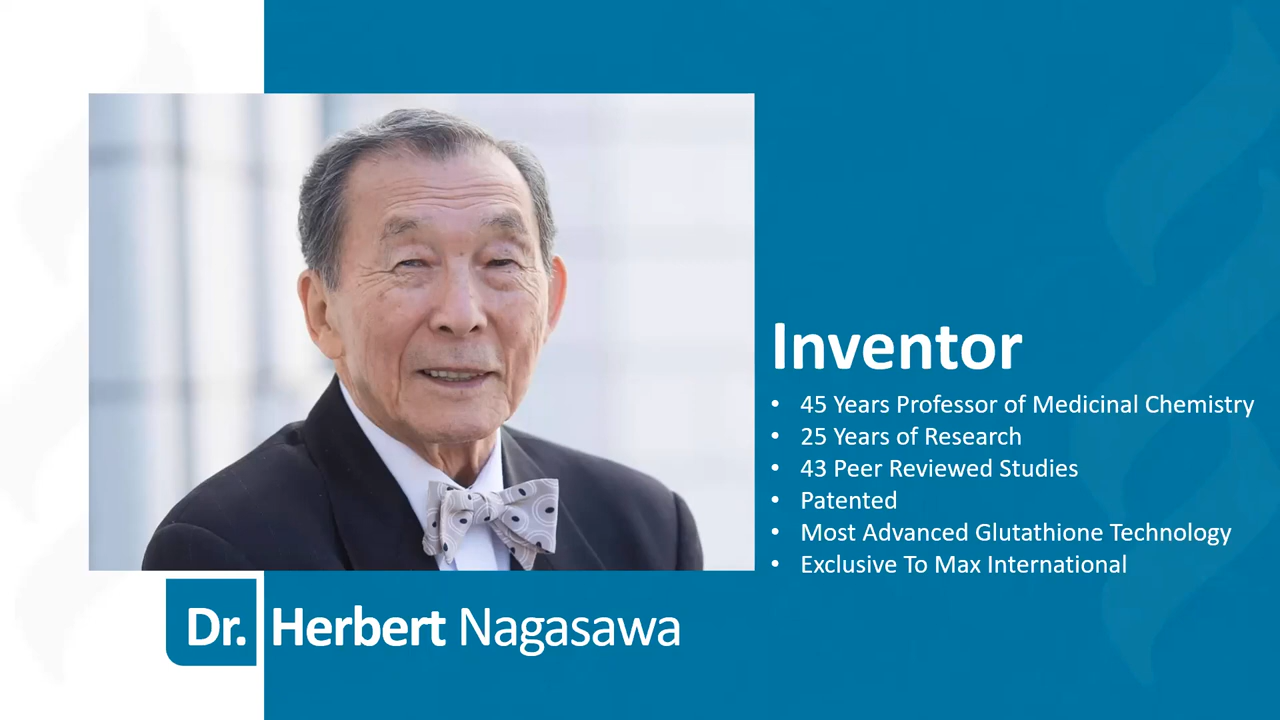 Inventor
• 45 Years Professor of Medicinal Chemistry
• 25 Years of Research
• 43 Peer Reviewed Studies
• Patented
• Most Advanced Glutathione Technology
• Exclusive To Max International
Dr. Herbert Nagasawa